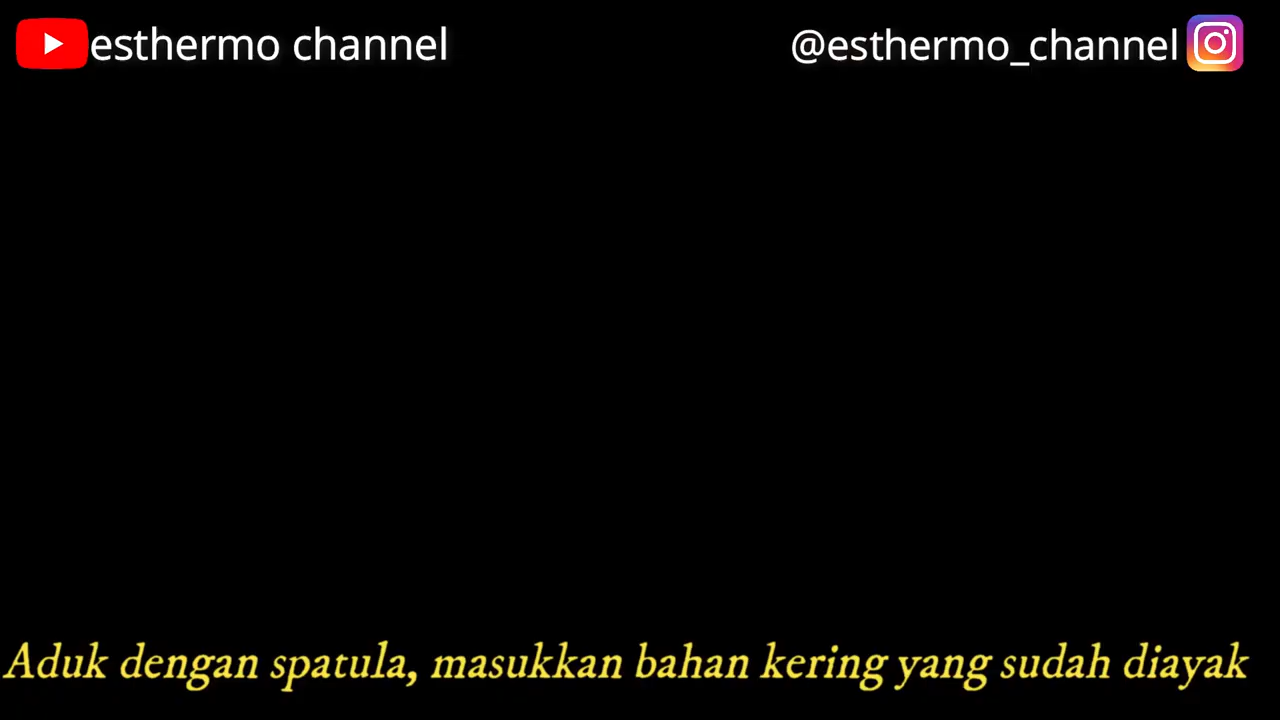 esthermo channel
@esthermo_channel
Aduk dengan spatula, masukkan bahan kering yang sudah diayak